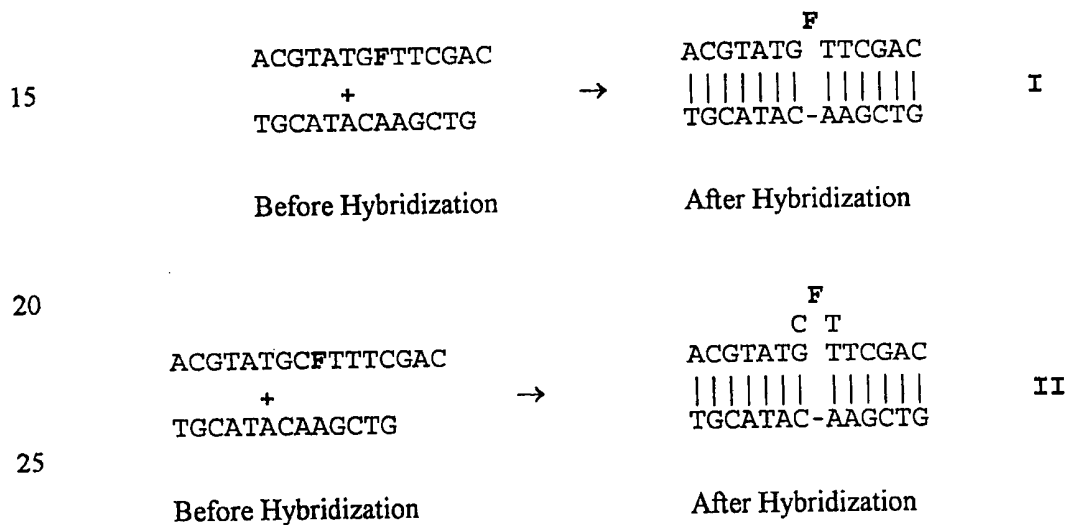 F
ACGTATGFTTCGAC ACGTATG TTCGAC
15 + → ||||||| |||||| I
TGCATACAAGCTG TGCATAC-AAGCTG
Before Hybridization After Hybridization
20 F
C T
ACGTATGCFTTTCGAC ACGTATG TTCGAC
+ → ||||||| |||||| II
TGCATACAAGCTG TGCATAC-AAGCTG
25
Before Hybridization After Hybridization